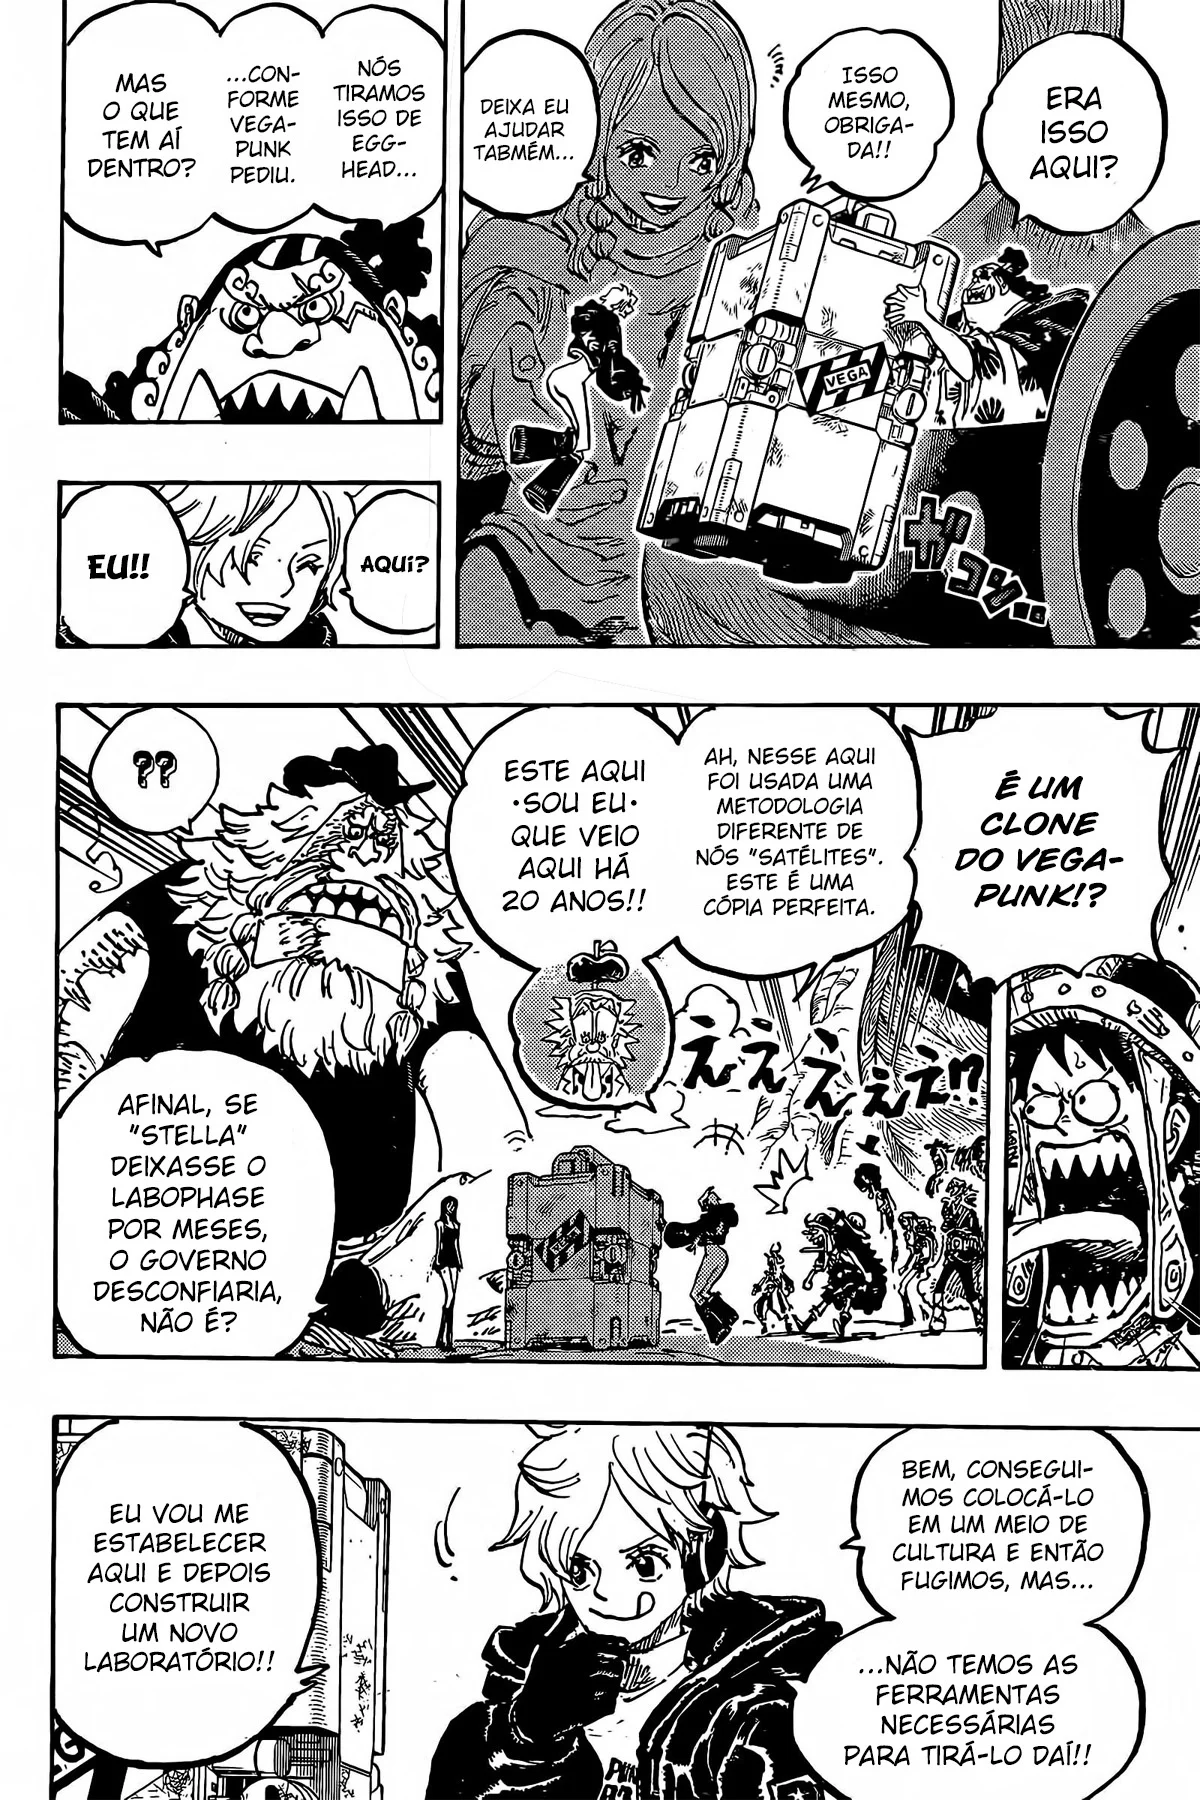 ERA
ISSO
AQUI?
ISSO
MESMO,
OBRIGA-
DA!!
DEIXA EU
AJUDAR
TABMÉM...
VEGA
ガコン...
NÓS
TIRAMOS
ISSO DE
EGG-
HEAD...
...CON-
FORME
VEGA-
PUNK
PEDIU.
MAS
O QUE
TEM AÍ
DENTRO?
AQUI?
EU!!
É UM
CLONE
DO VEGA-
PUNK!?
AH, NESSE AQUI
FOI USADA UMA
METODOLOGIA
DIFERENTE DE
NÓS "SATÉLITES".
ESTE É UMA
CÓPIA PERFEITA.
ESTE AQUI
•SOU EU•
QUE VEIO
AQUI HÁ
20 ANOS!!
??
ええええェ!?
AFINAL, SE
"STELLA"
DEIXASSE O
LABOPHASE
POR MESES,
O GOVERNO
DESCONFIARIA,
NÃO É?
BEM, CONSEGUI-
MOS COLOCÁ-LO
EM UM MEIO DE
CULTURA E ENTÃO
FUGIMOS, MAS...
...NÃO TEMOS AS
FERRAMENTAS
NECESSÁRIAS
PARA TIRÁ-LO DAÍ!!
EU VOU ME
ESTABELECER
AQUI E DEPOIS
CONSTRUIR
UM NOVO
LABORATÓRIO!!